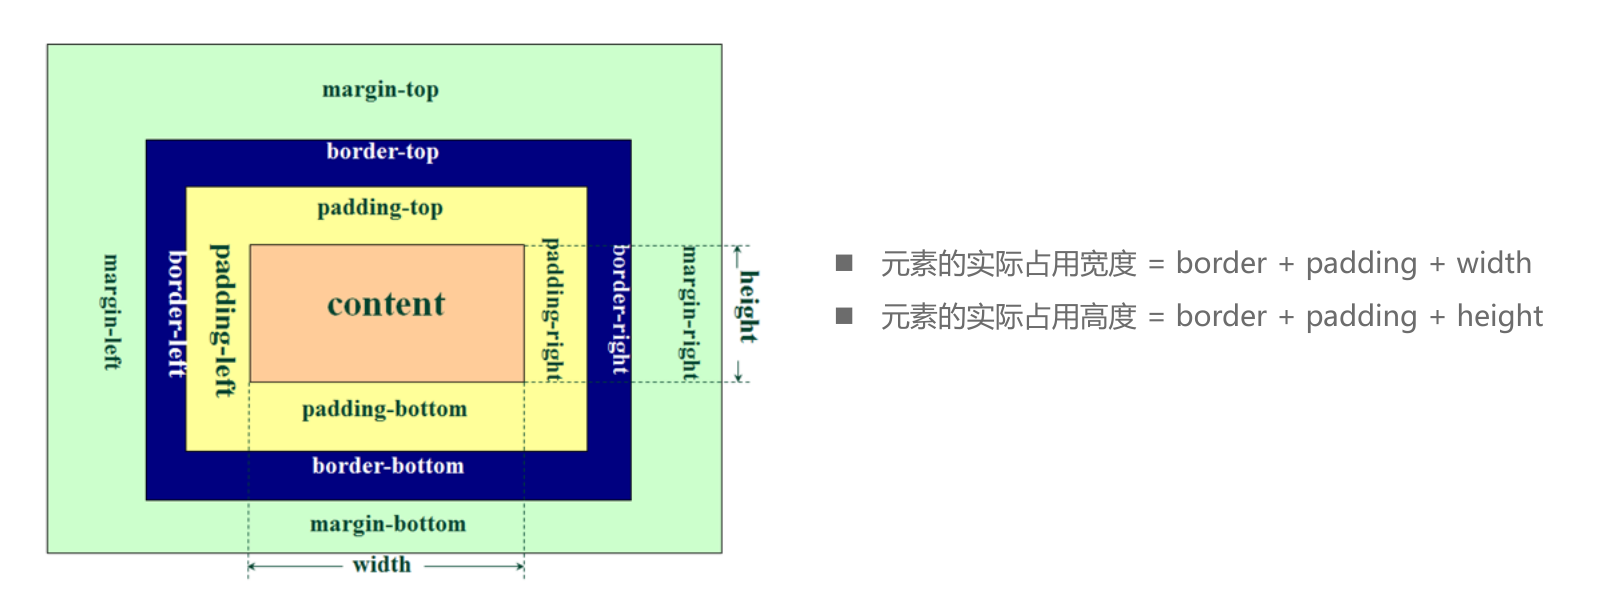 margin-top
border-top
padding-top
margin-left
border-left
padding-left
content
padding-right
border-right
margin-right
height
padding-bottom
border-bottom
margin-bottom
width
■ 元素的实际占用宽度 = border + padding + width
■ 元素的实际占用高度 = border + padding + height